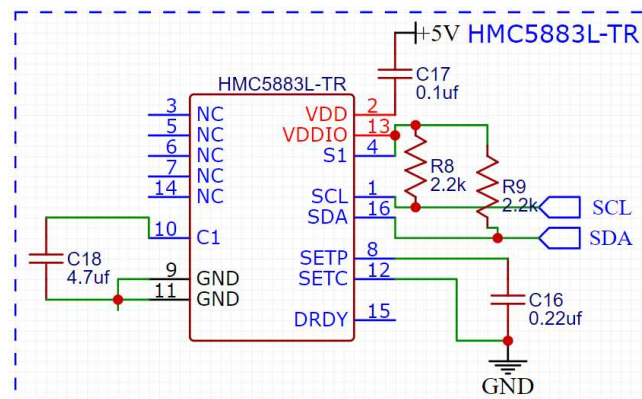 +5V HMC5883L-TR
C17
0.1uf
HMC5883L-TR
3 NC VDD 2
5 NC VDDIO 13
6 NC S1 4
7 NC
14 NC SCL 1
SDA 16
R8
2.2k
R9
2.2k
SCL
SDA
10 C1
C18
4.7uf
9 GND SETP 8
11 GND SETC 12
DRDY 15
C16
0.22uf
GND